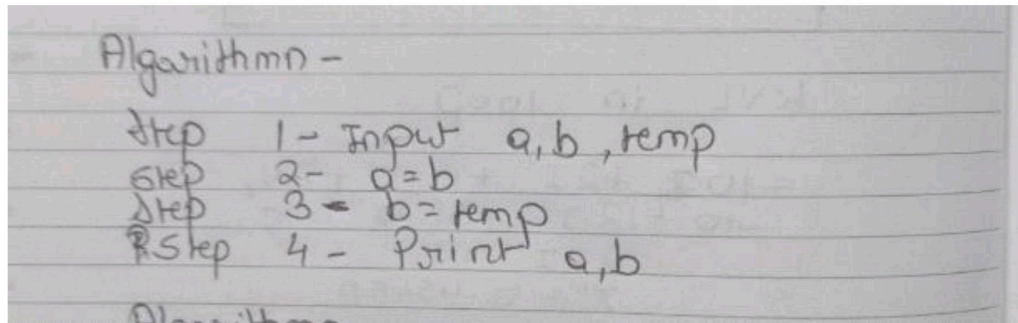 Algorithmn -
Step 1 - Input a, b, temp
Step 2 - a = b
Step 3 - b = temp
Step 4 - Print a, b